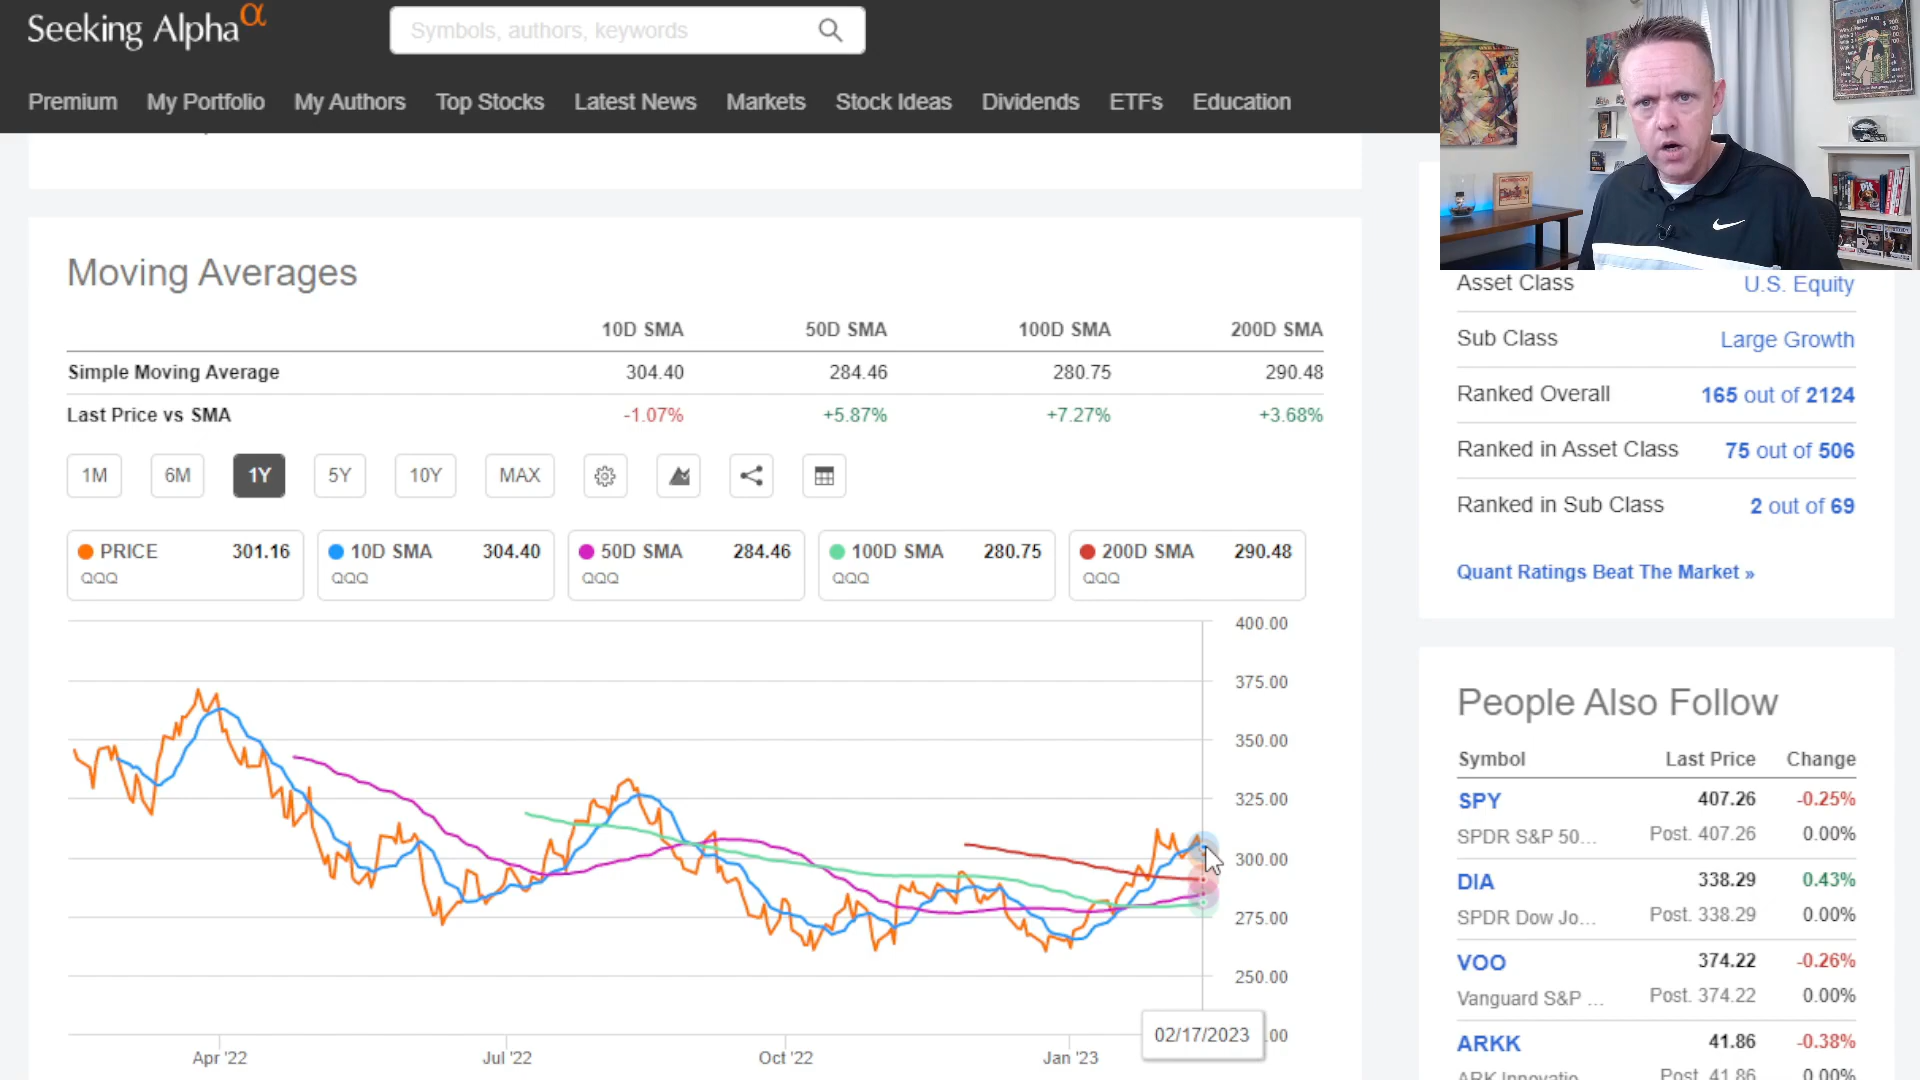 Seeking Alpha α
Symbols, authors, keywords
Premium My Portfolio My Authors Top Stocks Latest News Markets Stock Ideas Dividends ETFs Education
Moving Averages
10D SMA 50D SMA 100D SMA 200D SMA
Simple Moving Average 304.40 284.46 280.75 290.48
Last Price vs SMA -1.07% +5.87% +7.27% +3.68%
1M 6M 1Y 5Y 10Y MAX
PRICE 301.16 10D SMA 304.40 50D SMA 284.46 100D SMA 280.75 200D SMA 290.48
QQQ QQQ QQQ QQQ QQQ
400.00
375.00
350.00
325.00
300.00
275.00
250.00
02/17/2023 .00
Apr '22 Jul '22 Oct '22 Jan '23
Asset Class U.S. Equity
Sub Class Large Growth
Ranked Overall 165 out of 2124
Ranked in Asset Class 75 out of 506
Ranked in Sub Class 2 out of 69
Quant Ratings Beat The Market »
People Also Follow
Symbol Last Price Change
SPY 407.26 -0.25%
SPDR S&P 50... Post. 407.26 0.00%
DIA 338.29 0.43%
SPDR Dow Jo... Post. 338.29 0.00%
VOO 374.22 -0.26%
Vanguard S&P ... Post. 374.22 0.00%
ARKK 41.86 -0.38%
ARK Innovatio Post. 41.86 0.00%